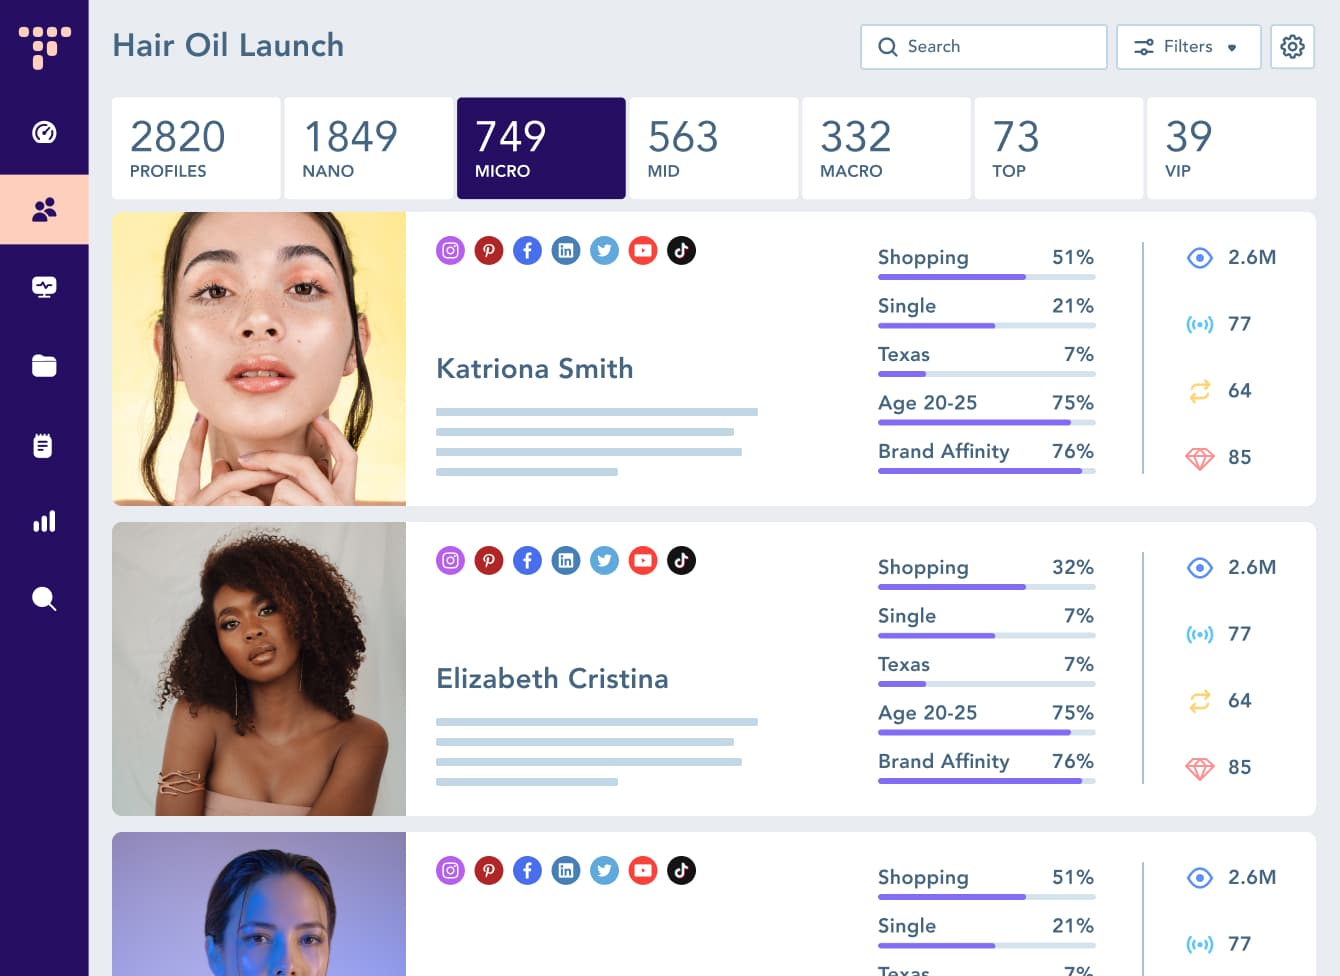 Hair Oil Launch
Search
Filters
2820
PROFILES
1849
NANO
749
MICRO
563
MID
332
MACRO
73
TOP
39
VIP
Katriona Smith
Shopping 51%
Single 21%
Texas 7%
Age 20-25 75%
Brand Affinity 76%
2.6M
77
64
85
Elizabeth Cristina
Shopping 32%
Single 7%
Texas 7%
Age 20-25 75%
Brand Affinity 76%
2.6M
77
64
85
Shopping 51%
Single 21%
Texas 7%
2.6M
77